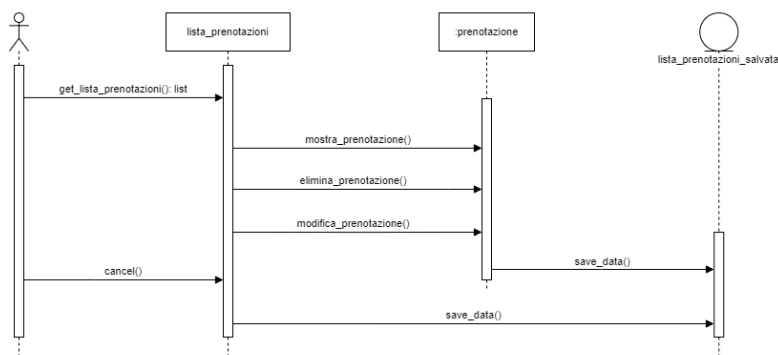 lista_prenotazioni
:prenotazione
lista_prenotazioni_salvata
get_lista_prenotazioni(): list
mostra_prenotazione()
elimina_prenotazione()
modifica_prenotazione()
save_data()
cancel()
save_data()